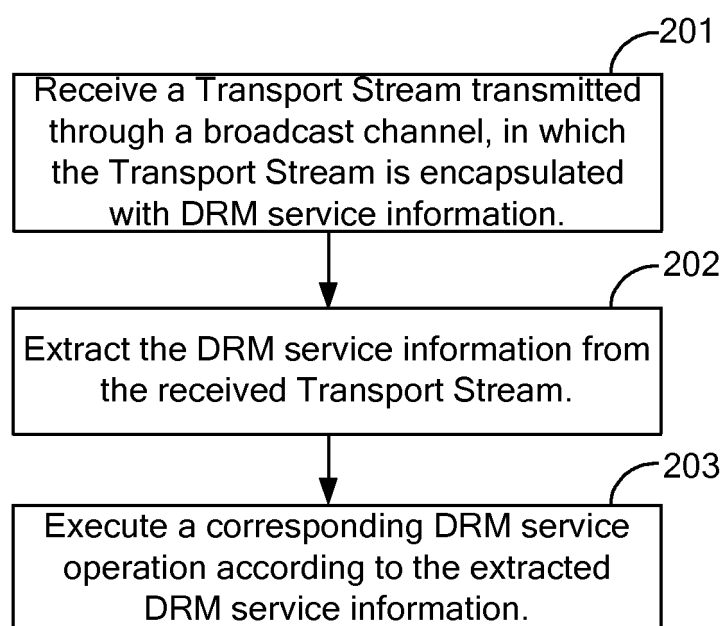 201
Receive a Transport Stream transmitted
through a broadcast channel, in which
the Transport Stream is encapsulated
with DRM service information.
202
Extract the DRM service information from
the received Transport Stream.
203
Execute a corresponding DRM service
operation according to the extracted
DRM service information.